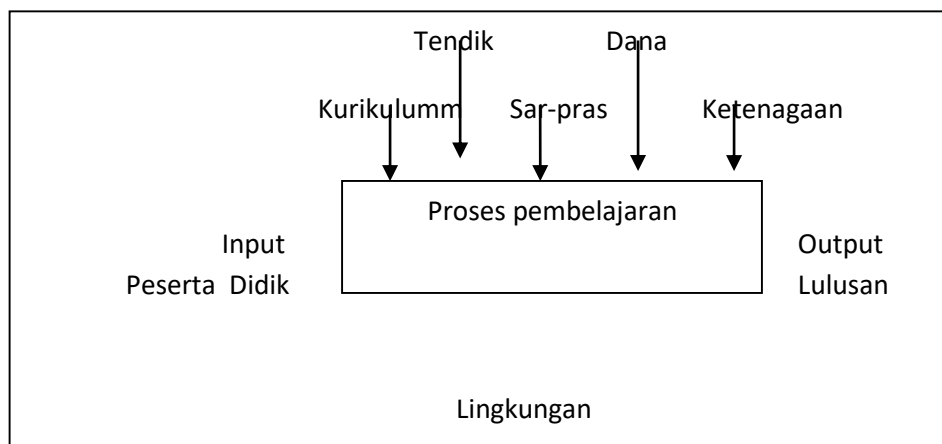 Tendik Dana
Kurikulumm Sar-pras Ketenagaan
Proses pembelajaran
Input Output
Peserta Didik Lulusan
Lingkungan